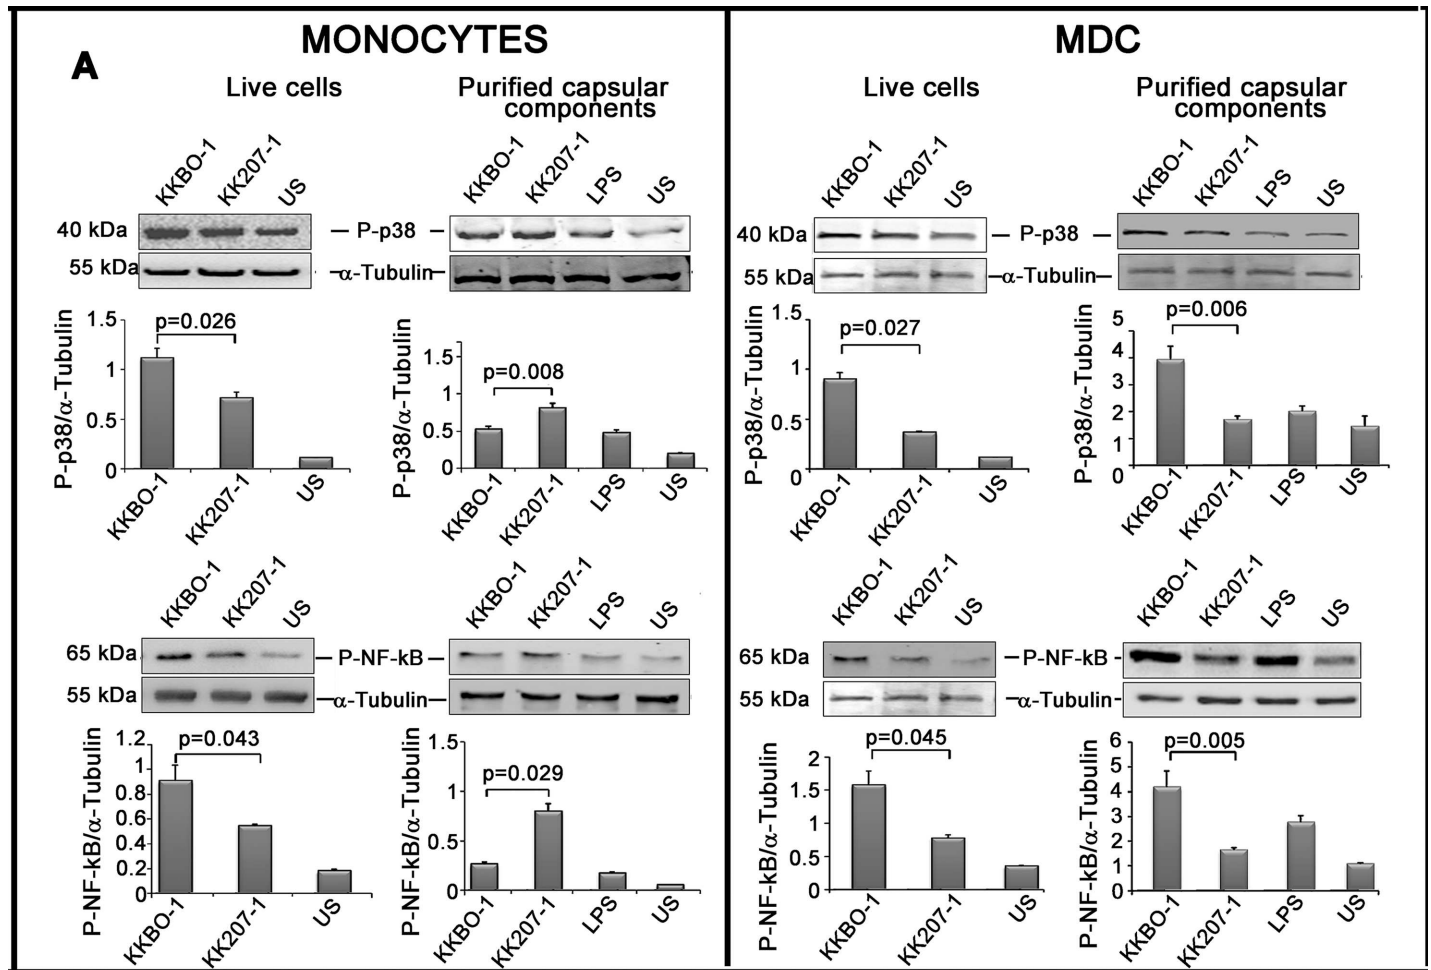 MONOCYTES
MDC
A
Live cells
Purified capsular
components
Live cells
Purified capsular
components
KKBO-1
KK207-1
US
KKBO-1
KK207-1
LPS
US
KKBO-1
KK207-1
US
KKBO-1
KK207-1
LPS
US
40 kDa
P-p38
40 kDa
P-p38
55 kDa
α-Tubulin
55 kDa
α-Tubulin
P-p38/α-Tubulin
1.5
1
0.5
0
p=0.026
KKBO-1
KK207-1
US
P-p38/α-Tubulin
1.5
1
0.5
0
p=0.008
KKBO-1
KK207-1
LPS
US
P-p38/α-Tubulin
1.5
1
0.5
0
p=0.027
KKBO-1
KK207-1
US
P-p38/α-Tubulin
5
4
3
2
1
0
p=0.006
KKBO-1
KK207-1
LPS
US
KKBO-1
KK207-1
US
KKBO-1
KK207-1
LPS
US
KKBO-1
KK207-1
US
KKBO-1
KK207-1
LPS
US
65 kDa
P-NF-kB
65 kDa
P-NF-kB
55 kDa
α-Tubulin
55 kDa
α-Tubulin
P-NF-kB/α-Tubulin
1.2
1
0.8
0.6
0.4
0.2
0
p=0.043
KKBO-1
KK207-1
US
P-NF-kB/α-Tubulin
1.5
1
0.5
0
p=0.029
KKBO-1
KK207-1
LPS
US
P-NF-kB/α-Tubulin
2
1.5
1
0.5
0
p=0.045
KKBO-1
KK207-1
US
P-NF-kB/α-Tubulin
6
5
4
3
2
1
0
p=0.005
KKBO-1
KK207-1
LPS
US